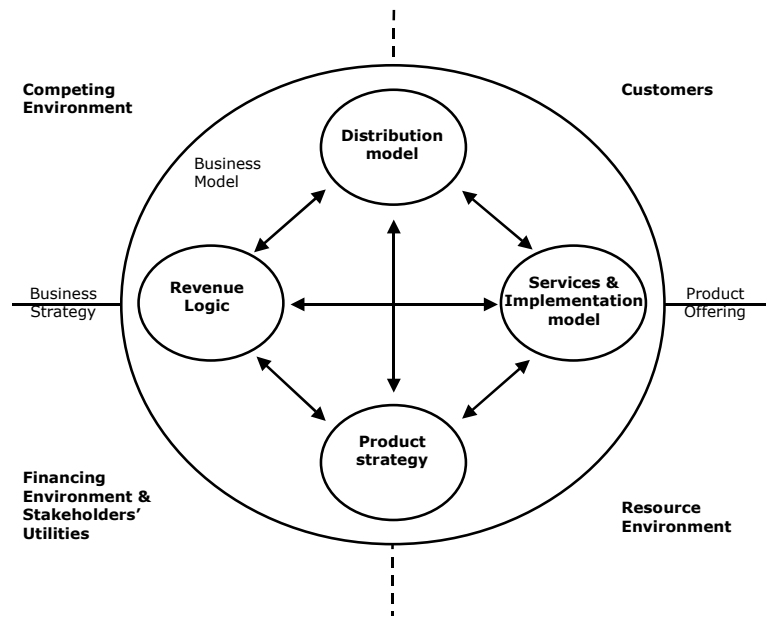 Competing
Environment
Customers
Distribution
model
Business
Model
Revenue
Logic
Services &
Implementation
model
Business
Strategy
Product
Offering
Product
strategy
Financing
Environment &
Stakeholders’
Utilities
Resource
Environment